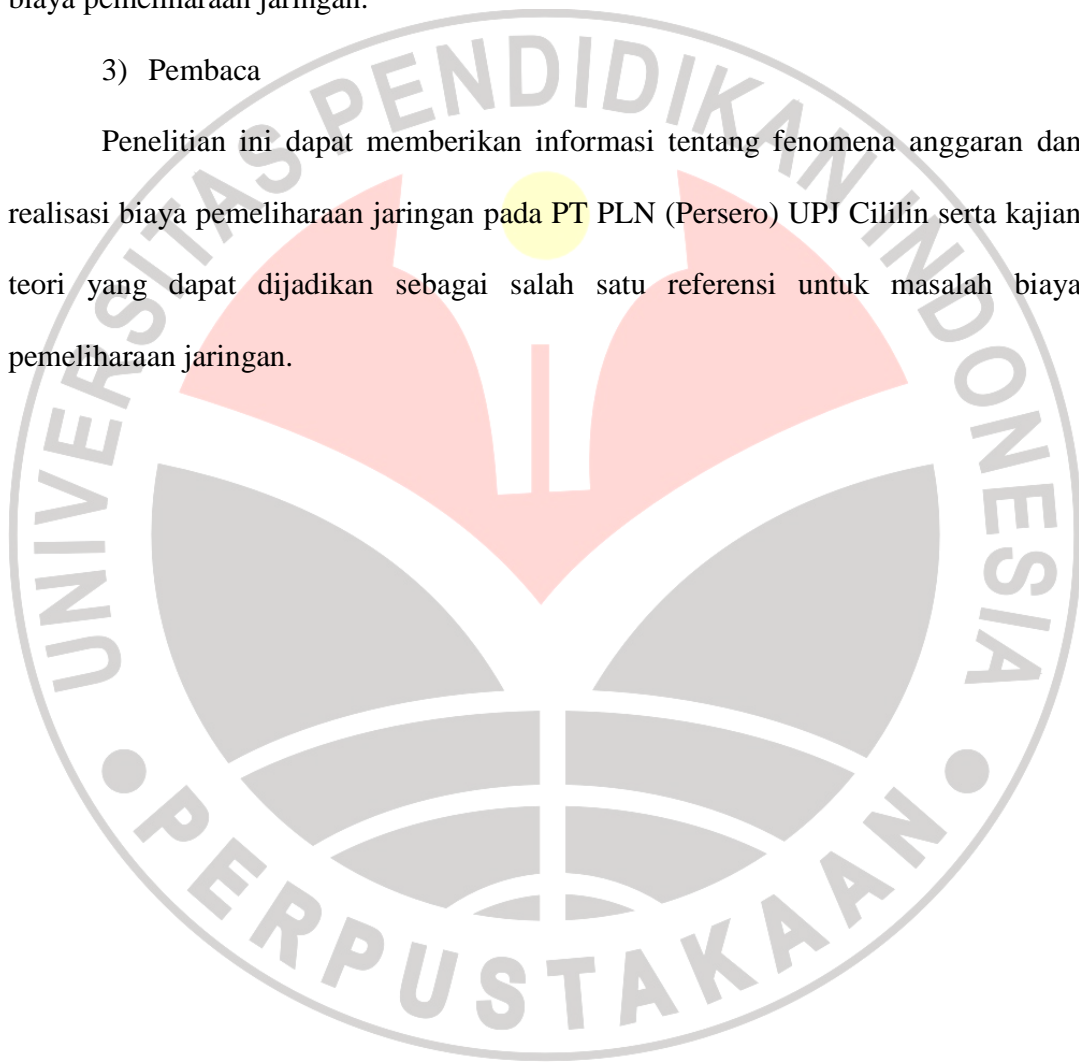 biaya pemeliharaan jaringan.
3) Pembaca
Penelitian ini dapat memberikan informasi tentang fenomena anggaran dan
realisasi biaya pemeliharaan jaringan pada PT PLN (Persero) UPJ Cililin serta kajian
teori yang dapat dijadikan sebagai salah satu referensi untuk masalah biaya
pemeliharaan jaringan.
UNIVERSITAS PENDIDIKAN INDONESIA
PERPUSTAKAAN